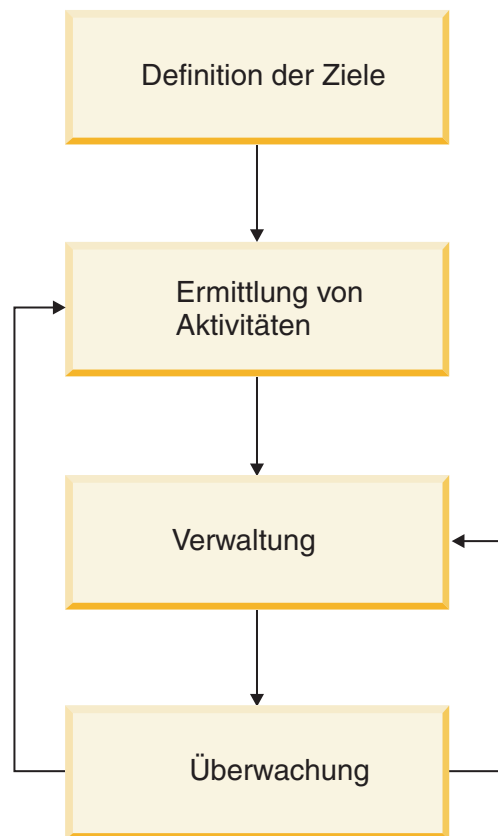 Definition der Ziele
Ermittlung von
Aktivitäten
Verwaltung
Überwachung